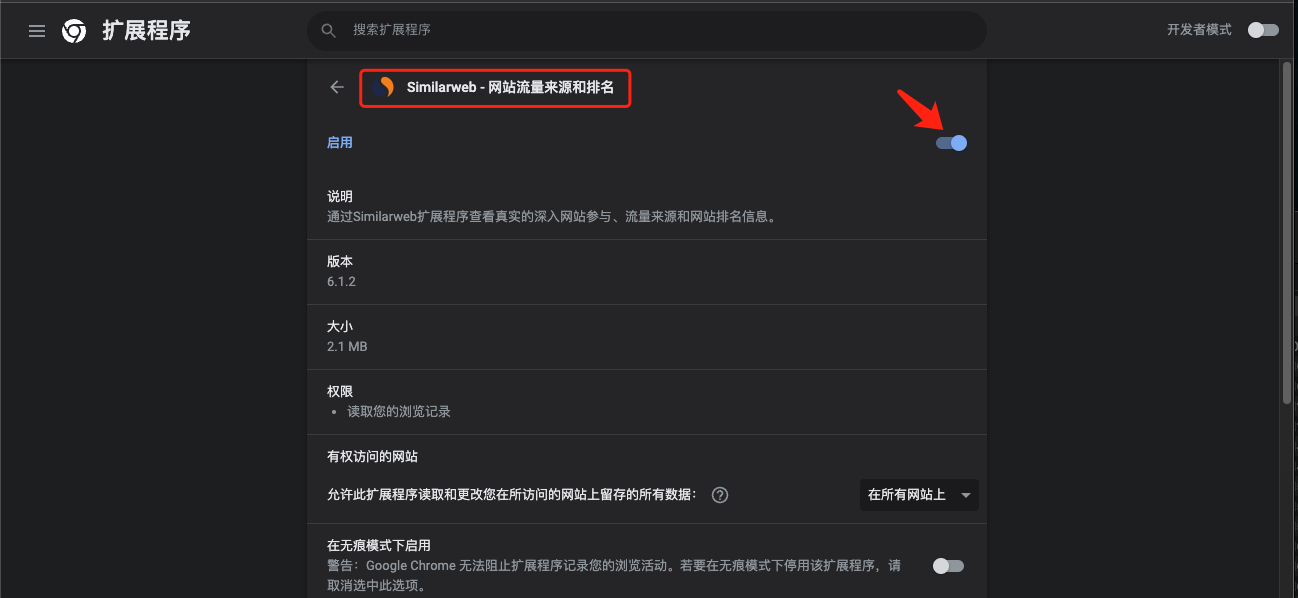 扩展程序
搜索扩展程序
开发者模式
Similarweb - 网站流量来源和排名
启用
说明
通过Similarweb扩展程序查看真实的深入网站参与、流量来源和网站排名信息。
版本
6.1.2
大小
2.1 MB
权限
• 读取您的浏览记录
有权访问的网站
允许此扩展程序读取和更改您在所访问的网站上留存的所有数据：
在所有网站上
在无痕模式下启用
警告：Google Chrome 无法阻止扩展程序记录您的浏览活动。若要在无痕模式下停用该扩展程序，请
取消选中此选项。